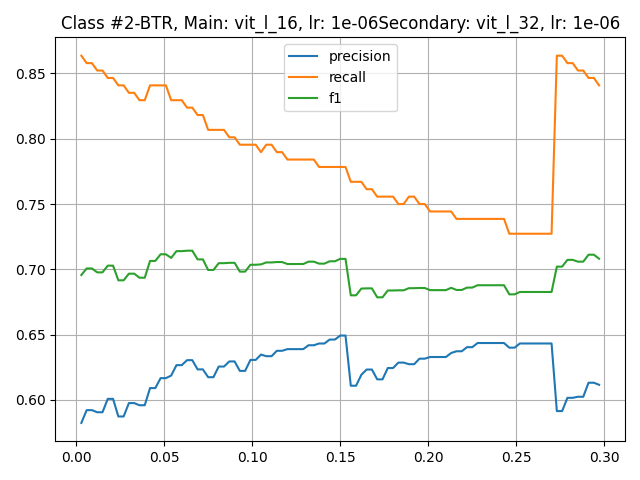 Class #2-BTR, Main: vit_l_16, lr: 1e-06Secondary: vit_l_32, lr: 1e-06
precision
recall
f1
0.85
0.80
0.75
0.70
0.65
0.60
0.00 0.05 0.10 0.15 0.20 0.25 0.30